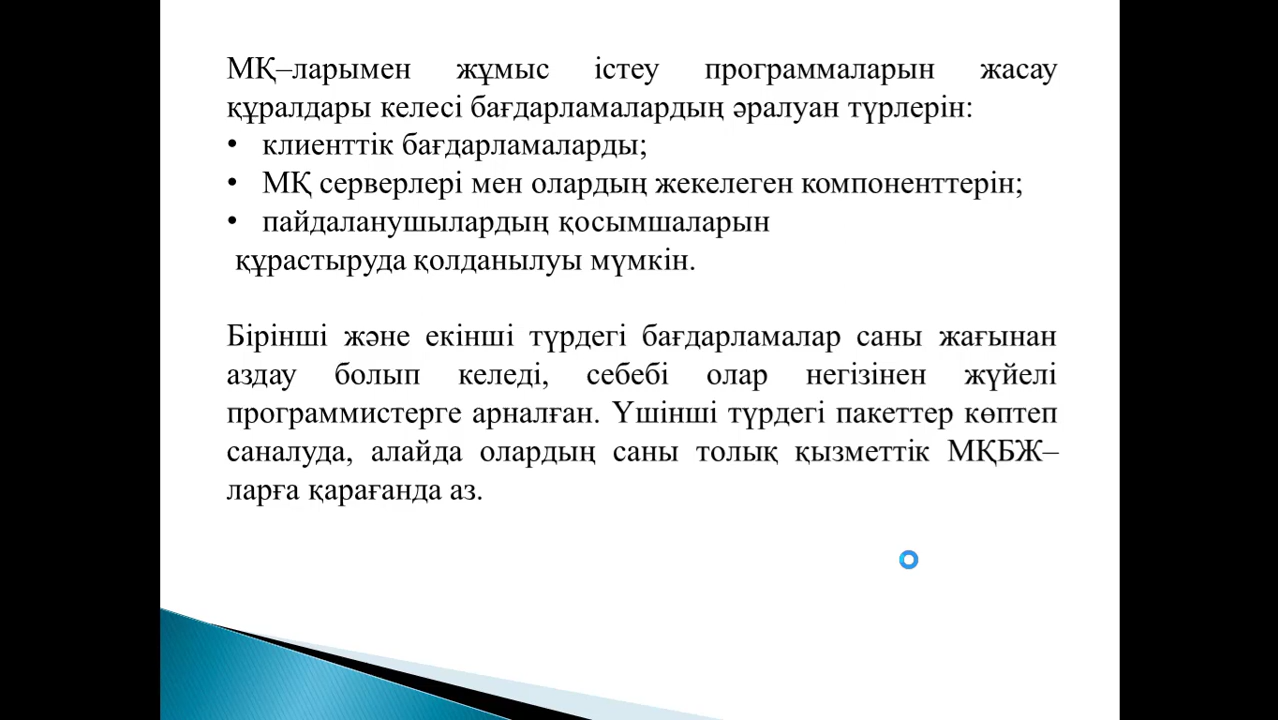 МҚ–ларымен жұмыс істеу программаларын жасау
құралдары келесі бағдарламалардың әралуан түрлерін:
• клиенттік бағдарламаларды;
• МҚ серверлері мен олардың жекелеген компоненттерін;
• пайдаланушылардың қосымшаларын
құрастыруда қолданылуы мүмкін.
Бірінші және екінші түрдегі бағдарламалар саны жағынан
аздау болып келеді, себебі олар негізінен жүйелі
программистерге арналған. Үшінші түрдегі пакеттер көптеп
саналуда, алайда олардың саны толық қызметтік МҚБЖ–
ларға қарағанда аз.